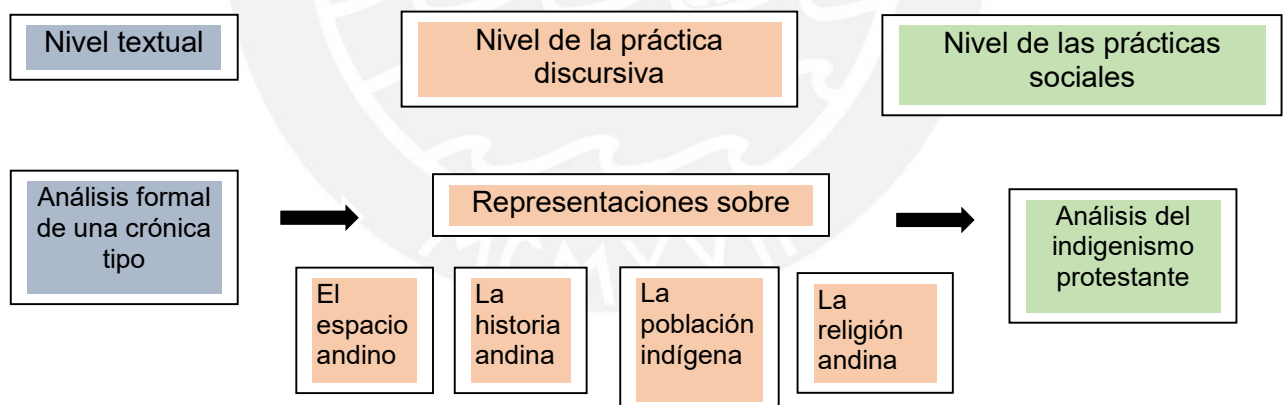 Nivel textual
Nivel de la práctica
discursiva
Nivel de las prácticas
sociales
Análisis formal
de una crónica
tipo
Representaciones sobre
El
espacio
andino
La
historia
andina
La
población
indígena
La
religión
andina
Análisis del
indigenismo
protestante
MCMXVII